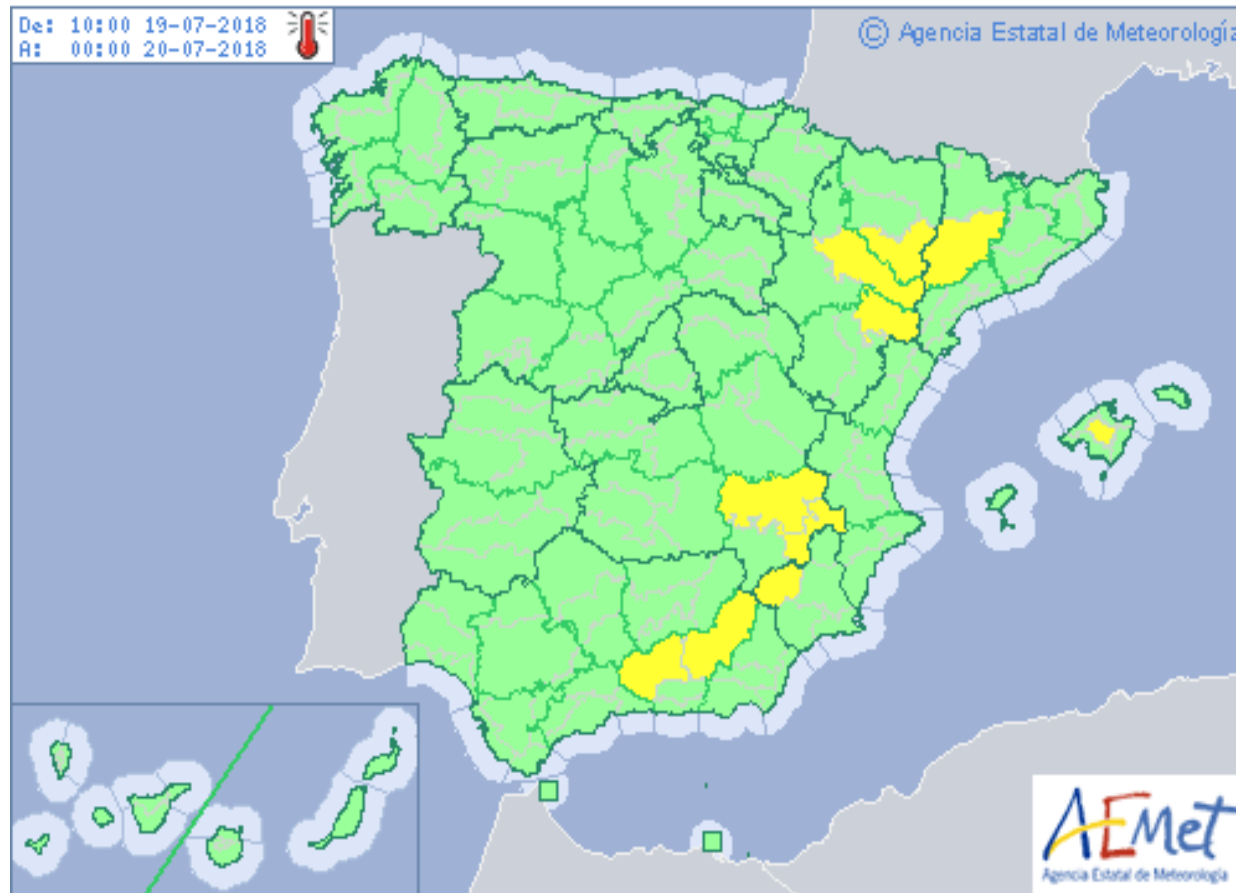 De: 10:00 19-07-2018
A: 00:00 20-07-2018
© Agencia Estatal de Meteorología
AEMet
Agencia Estatal de Meteorología